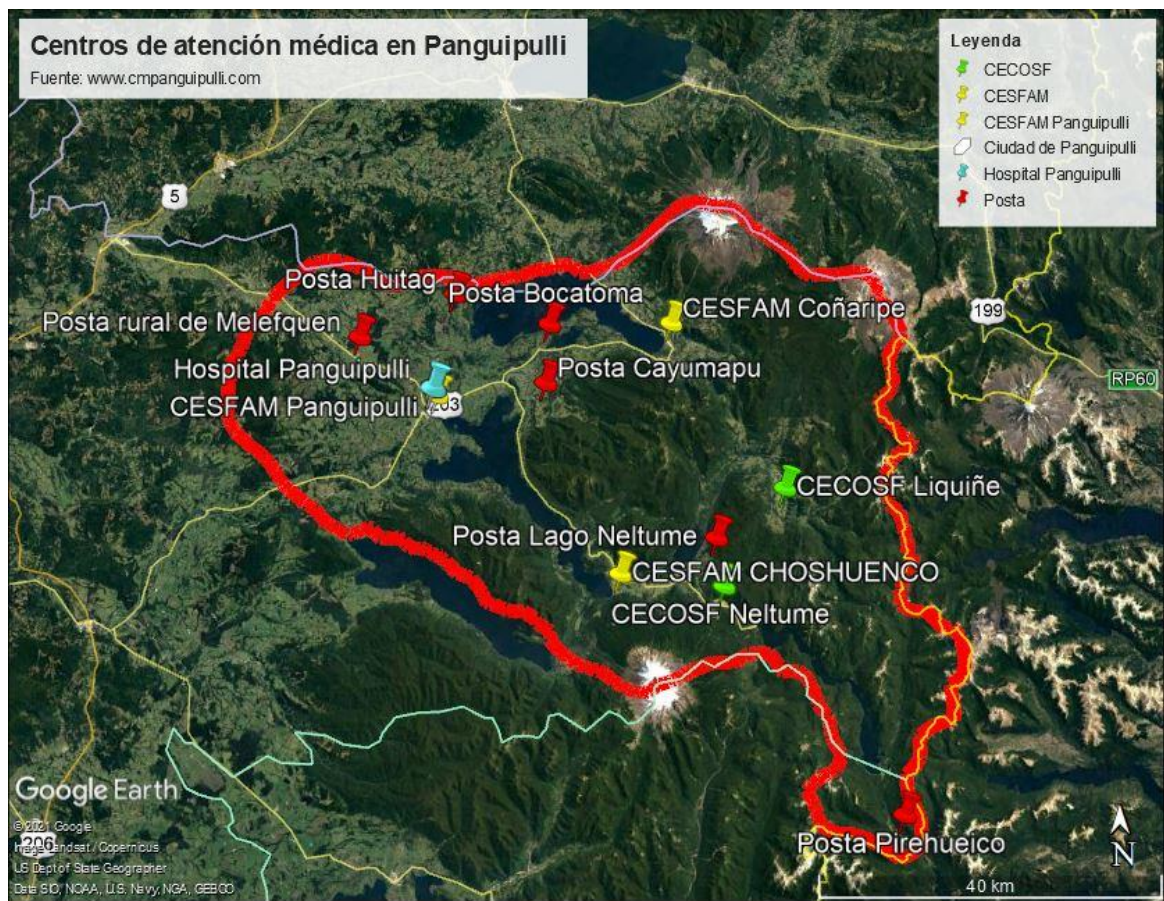 Centros de atención médica en Panguipulli
Fuente: www.cmpanguipulli.com
Leyenda
CECOSF
CESFAM
CESFAM Panguipulli
Ciudad de Panguipulli
Hospital Panguipulli
Posta
5
199
RP60
Posta Huitag
Posta Bocatoma
CESFAM Coñaripe
Posta rural de Melefquen
Hospital Panguipulli
Posta Cayumapu
CESFAM Panguipulli
203
CECOSF Liquiñe
Posta Lago Neltume
CESFAM CHOSHUENCO
CECOSF Neltume
Posta Pirehueico
Google Earth
© 2021 Google
Image Landsat / Copernicus
US Dept of State Geographer
Data SIO, NOAA, U.S. Navy, NGA, GEBCO
206
N
40 km